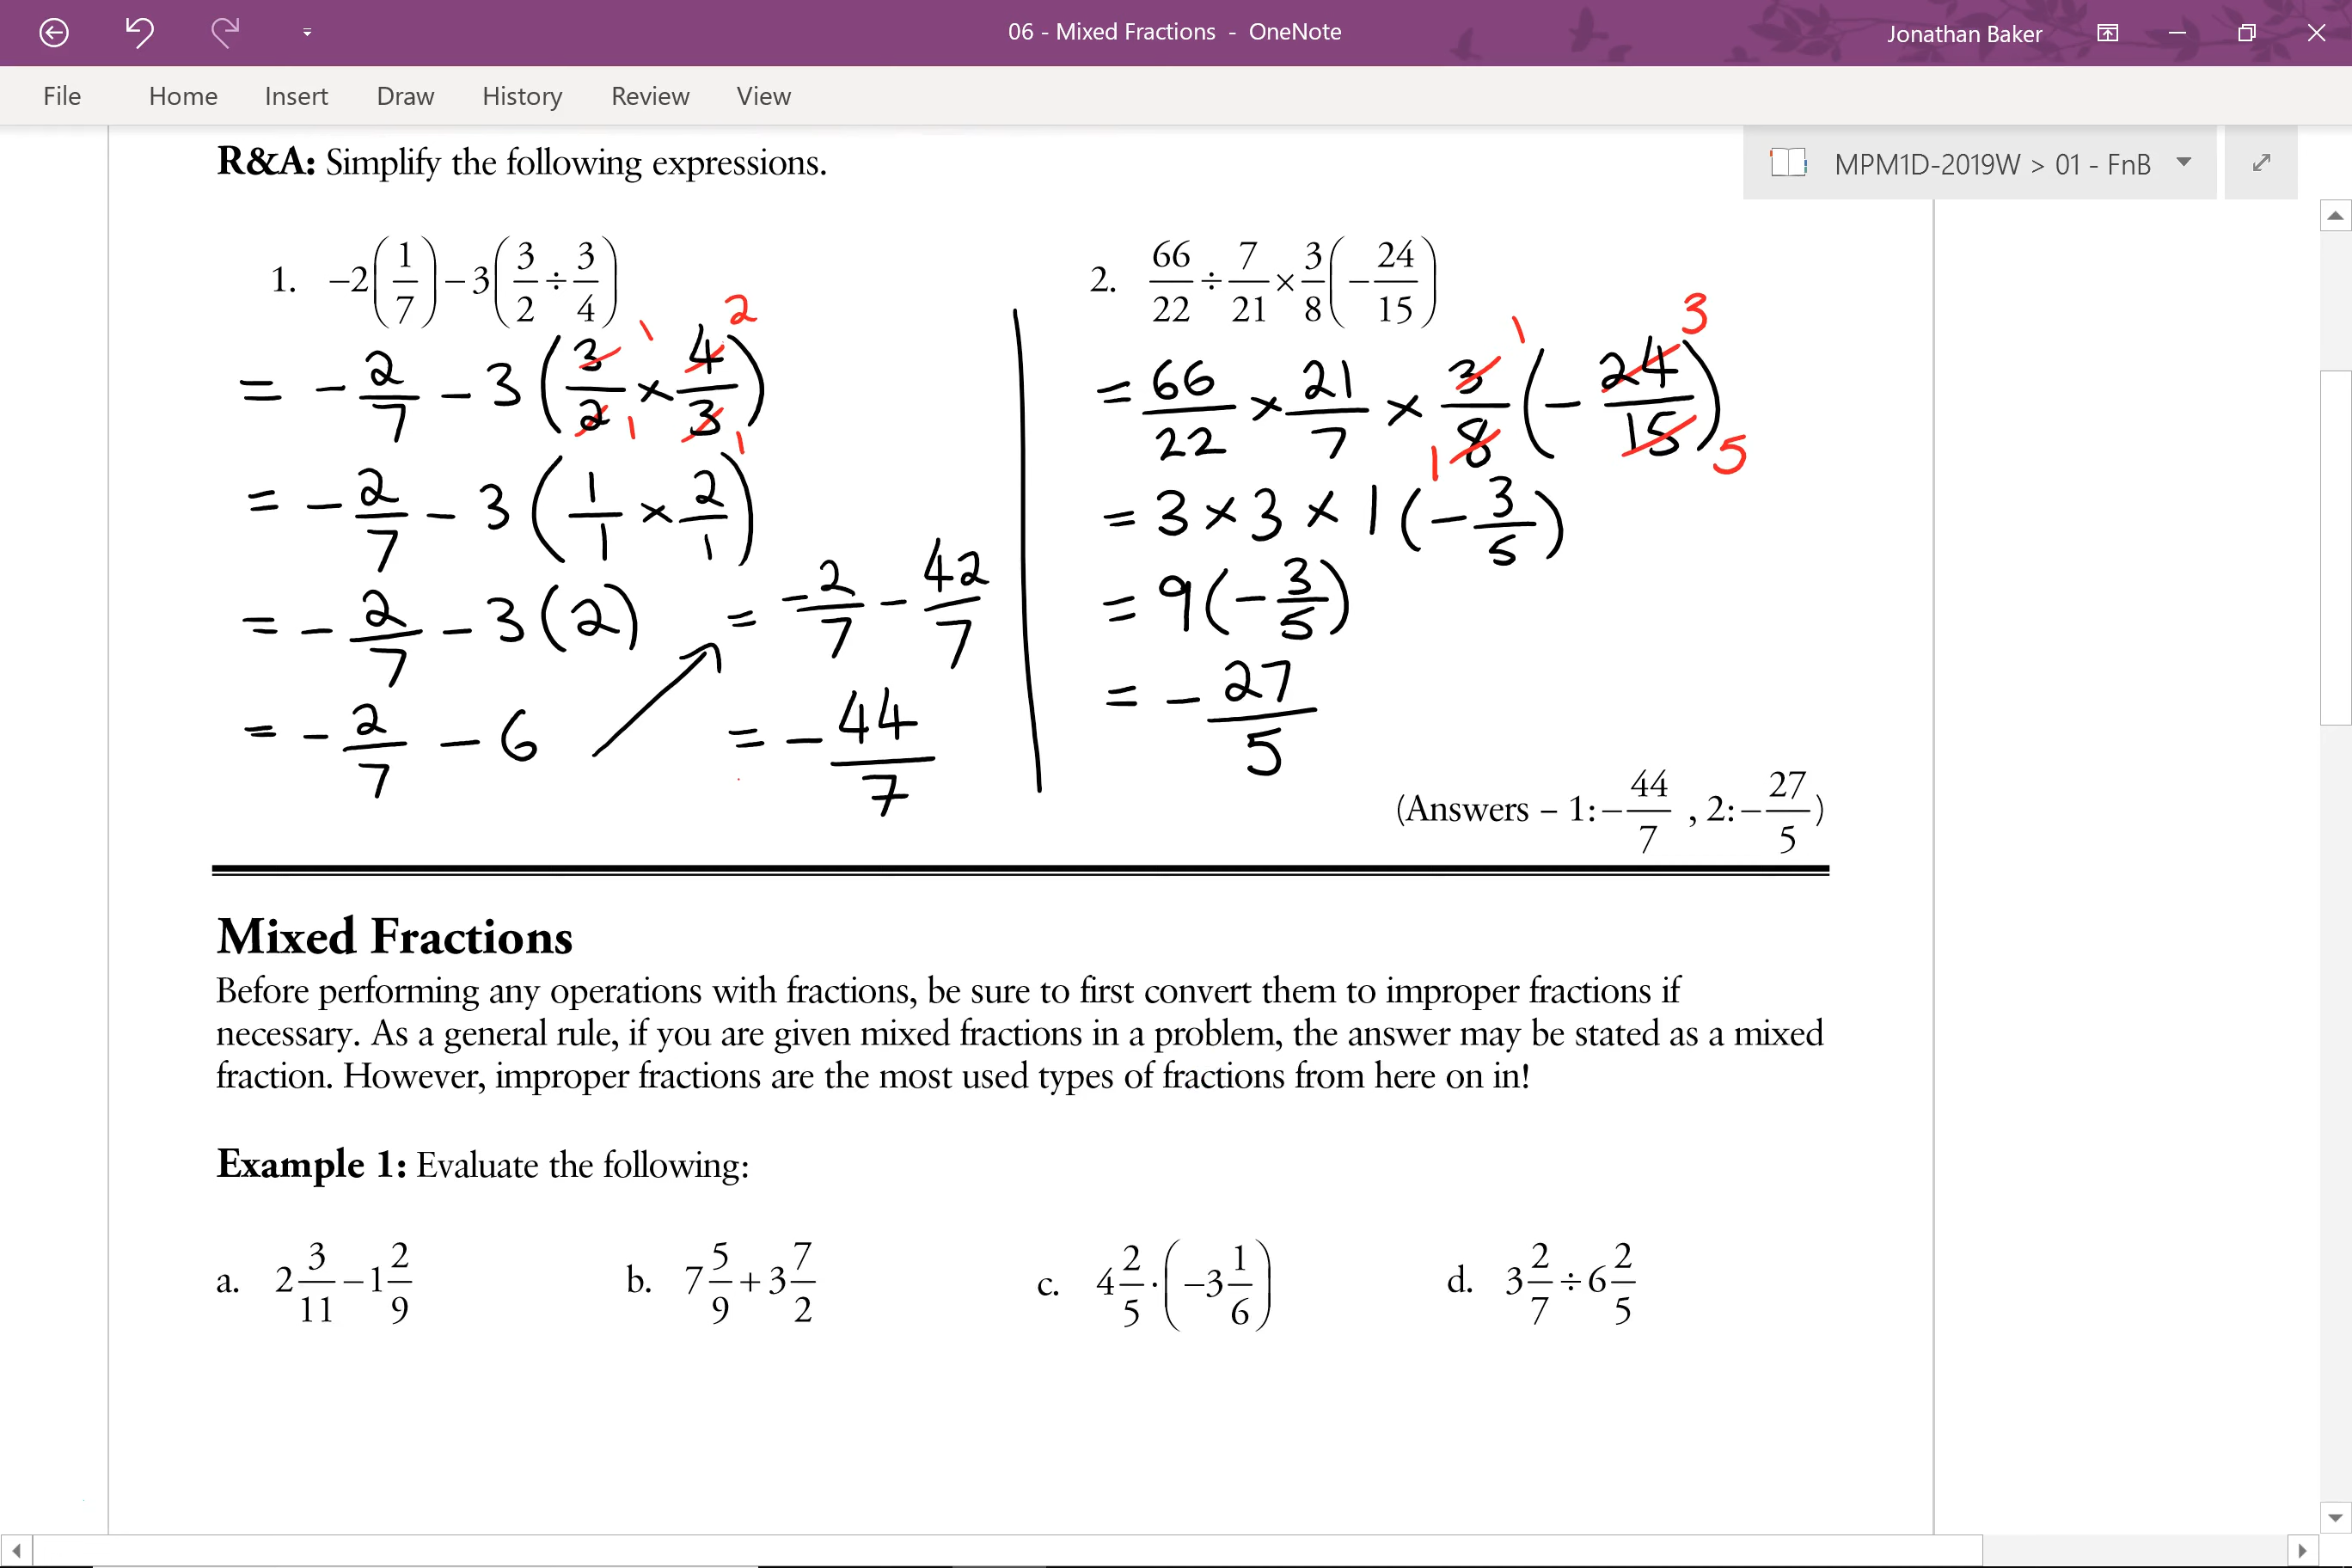 06 - Mixed Fractions - OneNote
Jonathan Baker
File Home Insert Draw History Review View
MPM1D-2019W > 01 - FnB
R&A: Simplify the following expressions.
1. −2(1/7) − 3(3/2 ÷ 3/4)
= − 2/7 − 3(3/2 × 4/3) 1 2 1 1
= − 2/7 − 3(1/1 × 2/1)
= − 2/7 − 3(2)
= − 2/7 − 6
= −2/7 − 42/7
= − 44/7
2. 66/22 ÷ 7/21 × 3/8(−24/15)
= 66/22 × 21/7 × 3/8(− 24/15) 1 3 1 5
= 3 × 3 × 1(− 3/5)
= 9(− 3/5)
= − 27/5
(Answers – 1:−44/7 , 2:−27/5)
Mixed Fractions
Before performing any operations with fractions, be sure to first convert them to improper fractions if
necessary. As a general rule, if you are given mixed fractions in a problem, the answer may be stated as a mixed
fraction. However, improper fractions are the most used types of fractions from here on in!
Example 1: Evaluate the following:
a. 2 3/11 − 1 2/9
b. 7 5/9 + 3 7/2
c. 4 2/5 · (−3 1/6)
d. 3 2/7 ÷ 6 2/5